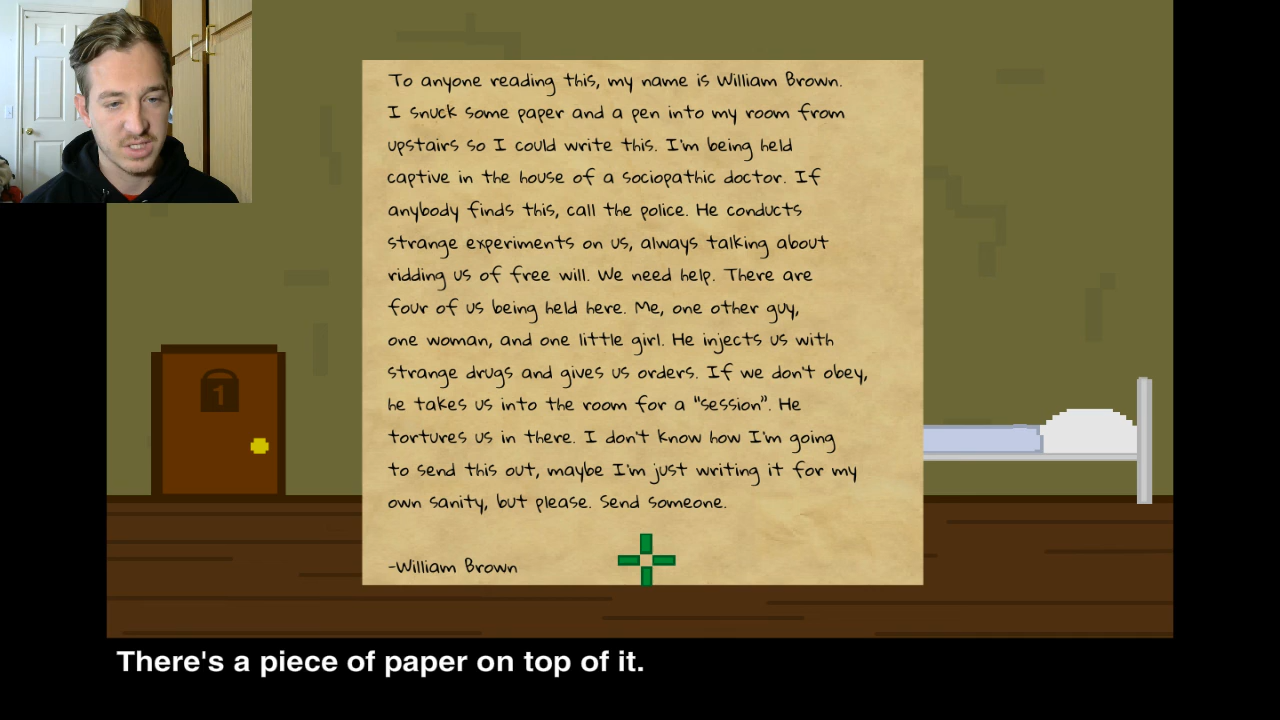 To anyone reading this, my name is William Brown.
I snuck some paper and a pen into my room from
upstairs so I could write this. I'm being held
captive in the house of a sociopathic doctor. If
anybody finds this, call the police. He conducts
strange experiments on us, always talking about
ridding us of free will. We need help. There are
four of us being held here. Me, one other guy,
one woman, and one little girl. He injects us with
strange drugs and gives us orders. If we don't obey,
he takes us into the room for a "session". He
tortures us in there. I don't know how I'm going
to send this out, maybe I'm just writing it for my
own sanity, but please. Send someone.
-William Brown
1
There's a piece of paper on top of it.